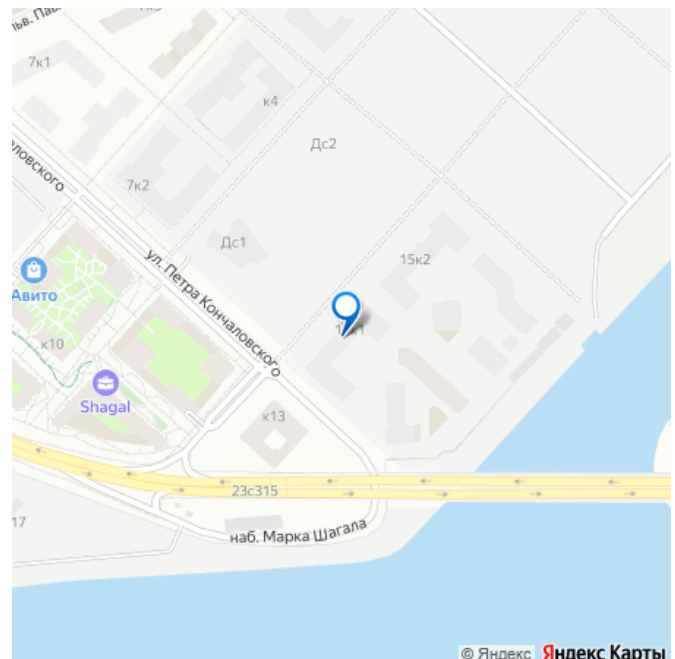 7к1
к4
Дс2
7к2
Дс1
15к2
ул. Петра Кончаловского
Авито
к10
Shagal
к13
23с315
17
наб. Марка Шагала
© Яндекс Яндекс Карты